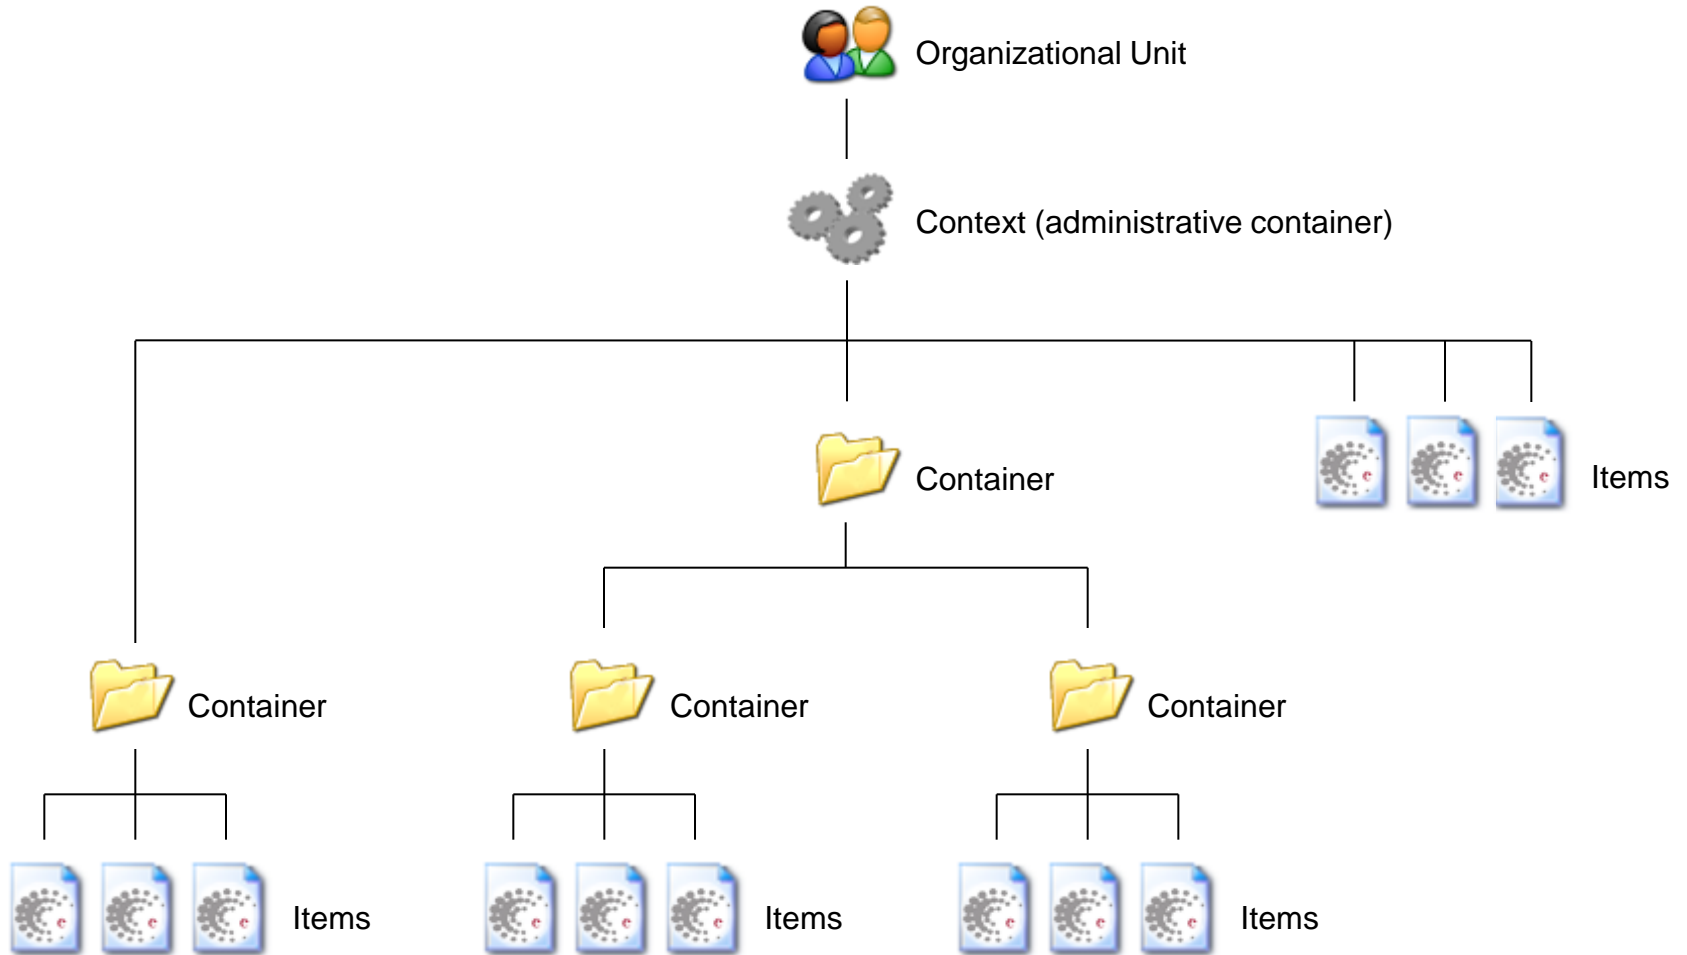 Organizational Unit
Context (administrative container)
Container
Items
Container
Container
Container
Items
Items
Items